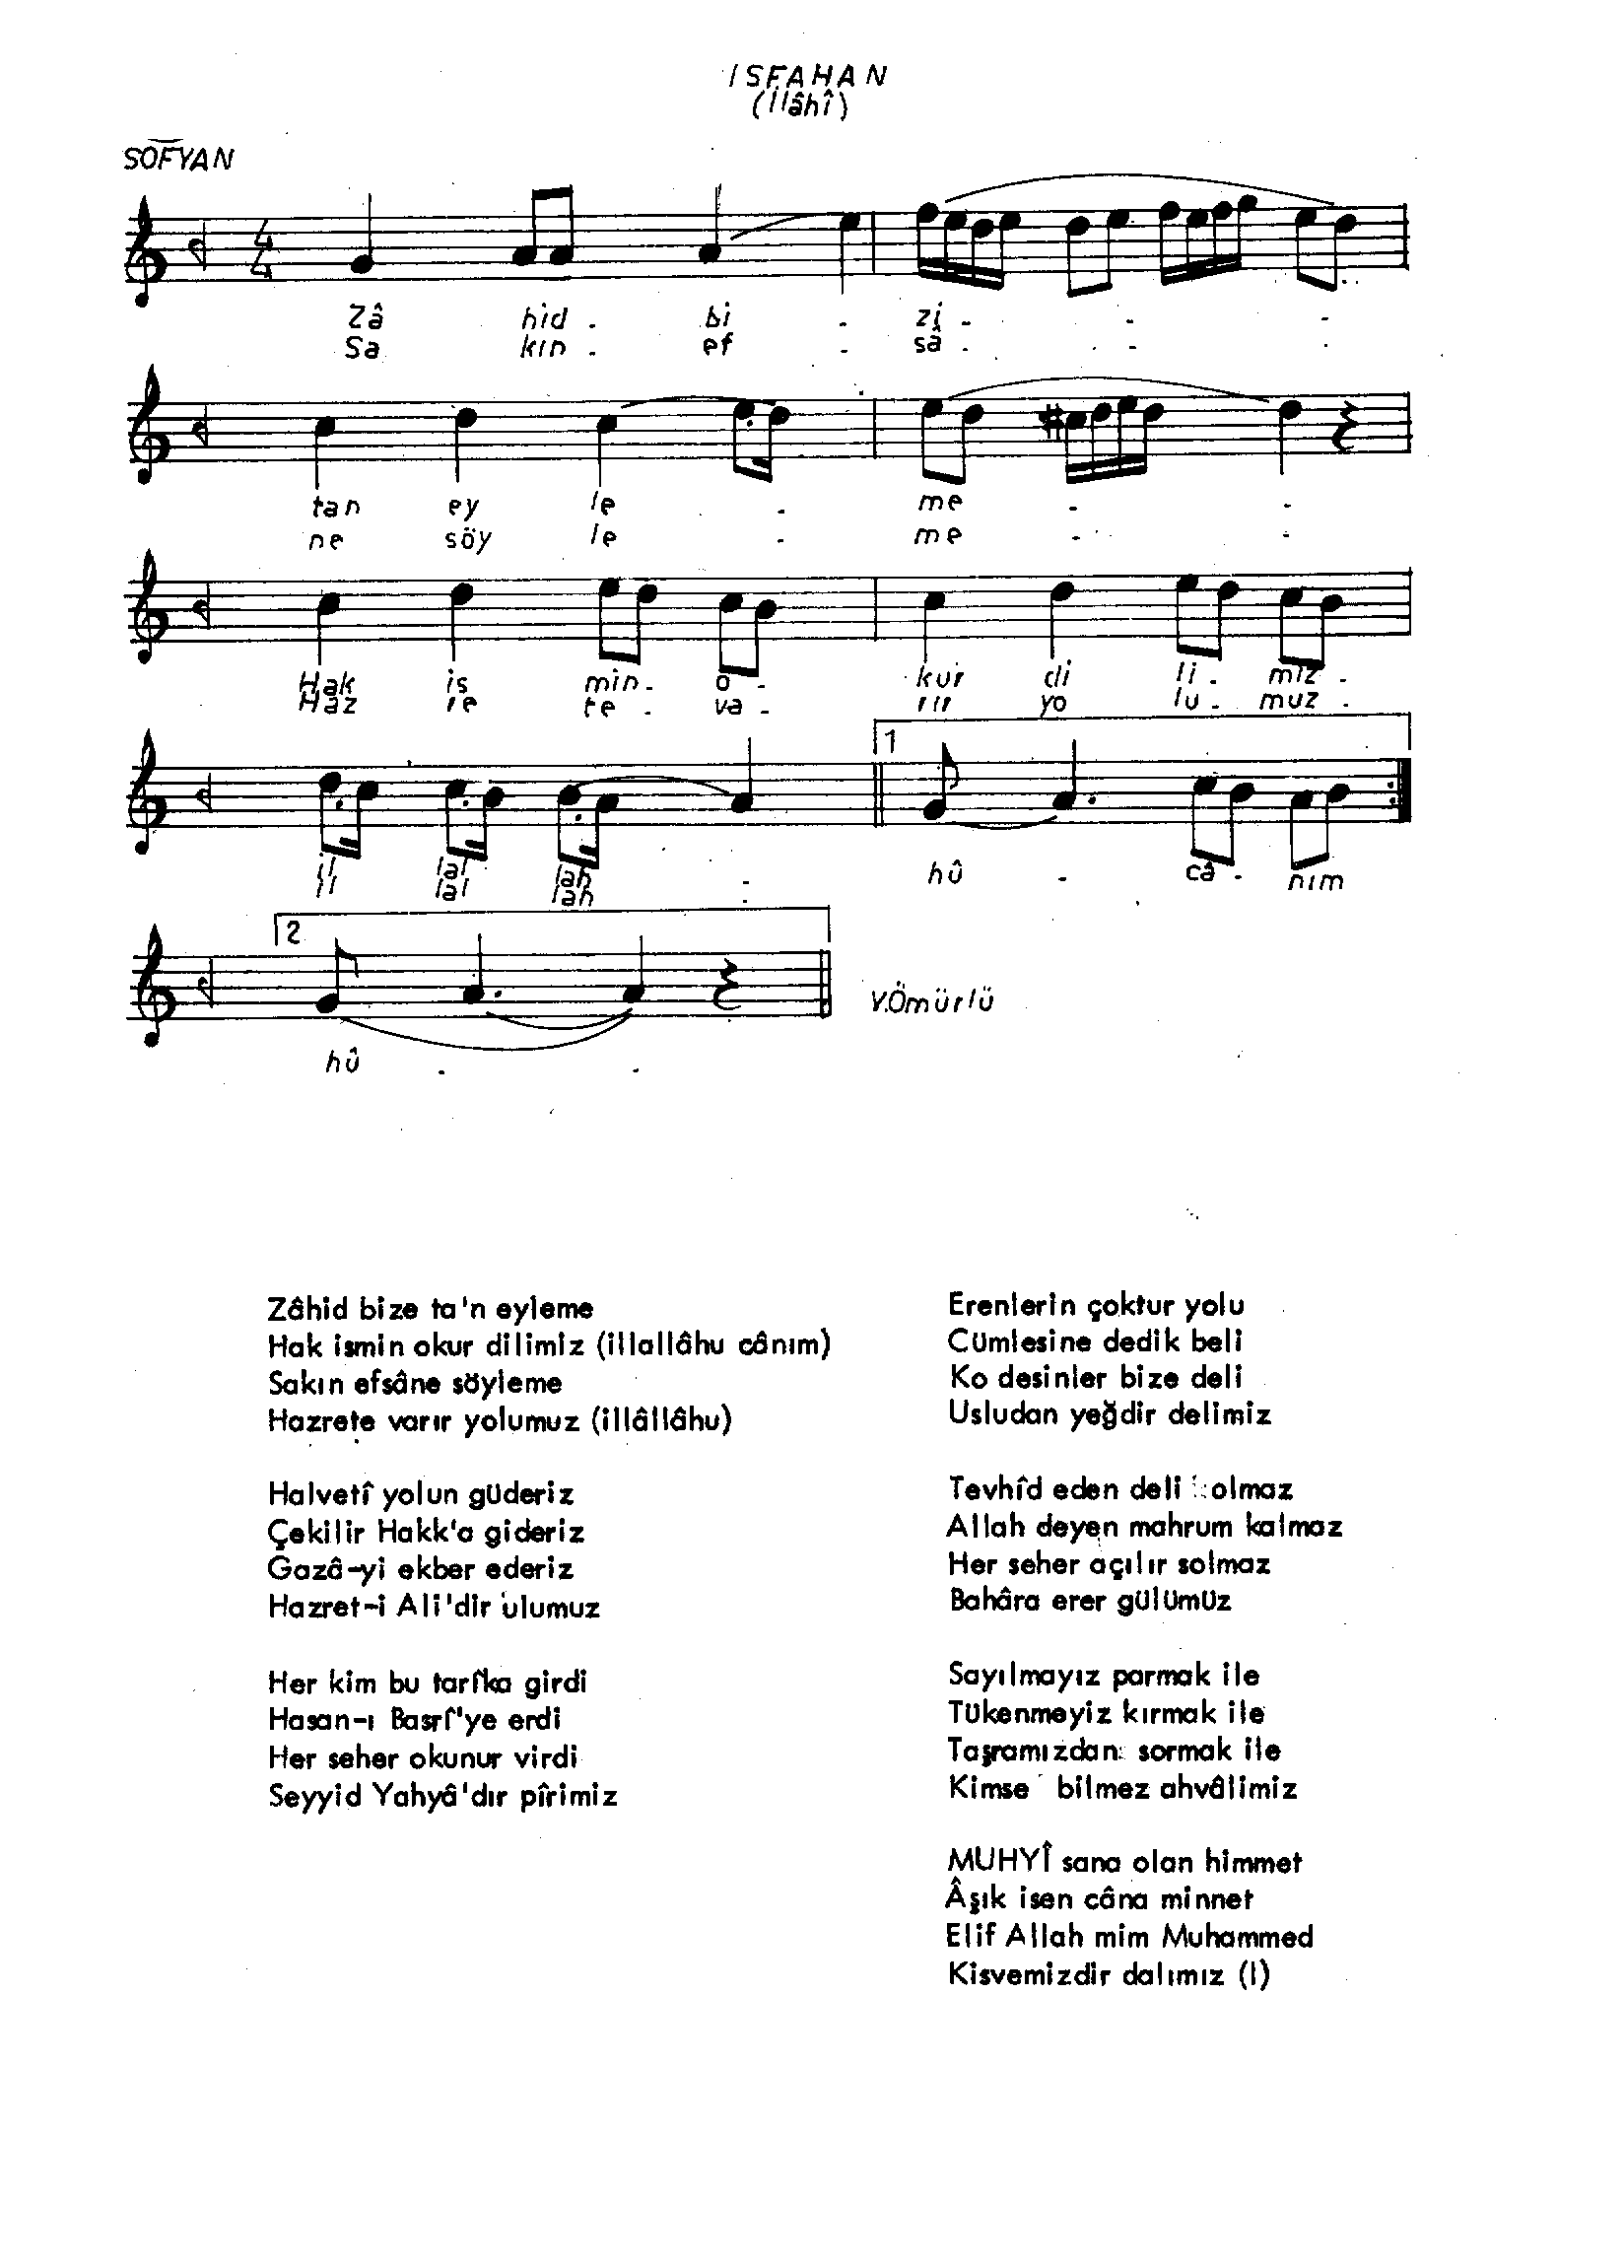 ISFAHAN
(İlâhî)
SOFYAN
4
4
Zâ hid - bi - zi - - -
Sa kın - ef - sâ - - -
tan ey le - me - -
ne söy le - me - -
Hak is min - o - kur di li - miz -
Haz re te - va - rır yo lu - muz -
1
il lal lah - hû - câ - nım
il lal lah -
2
V.Ömürlü
hû - -
Zâhid bize ta'n eyleme
Hak ismin okur dilimiz (illallâhu cânım)
Sakın efsâne söyleme
Hazrete varır yolumuz (illâllâhu)
Halvetî yolun güderiz
Çekilir Hakk'a gideriz
Gazâ-yi ekber ederiz
Hazret-i Ali'dir ulumuz
Her kim bu tarîka girdi
Hasan-ı Basrî'ye erdi
Her seher okunur virdi
Seyyid Yahyâ'dır pîrimiz
Erenlerin çoktur yolu
Cümlesine dedik beli
Ko desinler bize deli
Usludan yeğdir delimiz
Tevhîd eden deli olmaz
Allah deyen mahrum kalmaz
Her seher açılır solmaz
Bahâra erer gülümüz
Sayılmayız parmak ile
Tükenmeyiz kırmak ile
Taşramızdan sormak ile
Kimse bilmez ahvâlimiz
MUHYÎ sana olan himmet
Âşık isen câna minnet
Elif Allah mim Muhammed
Kisvemizdir dalımız (I)